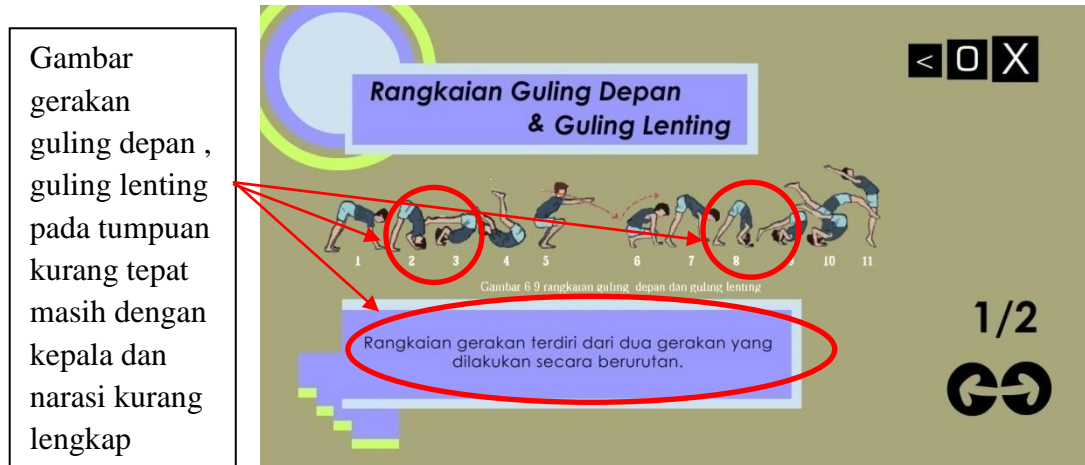 Gambar
gerakan
guling depan ,
guling lenting
pada tumpuan
kurang tepat
masih dengan
kepala dan
narasi kurang
lengkap
Rangkaian Guling Depan
& Guling Lenting
< O X
1 2 3 4 5 6 7 8 9 10 11
Gambar 6 9 rangkaian guling depan dan guling lenting
Rangkaian gerakan terdiri dari dua gerakan yang
dilakukan secara berurutan.
1/2